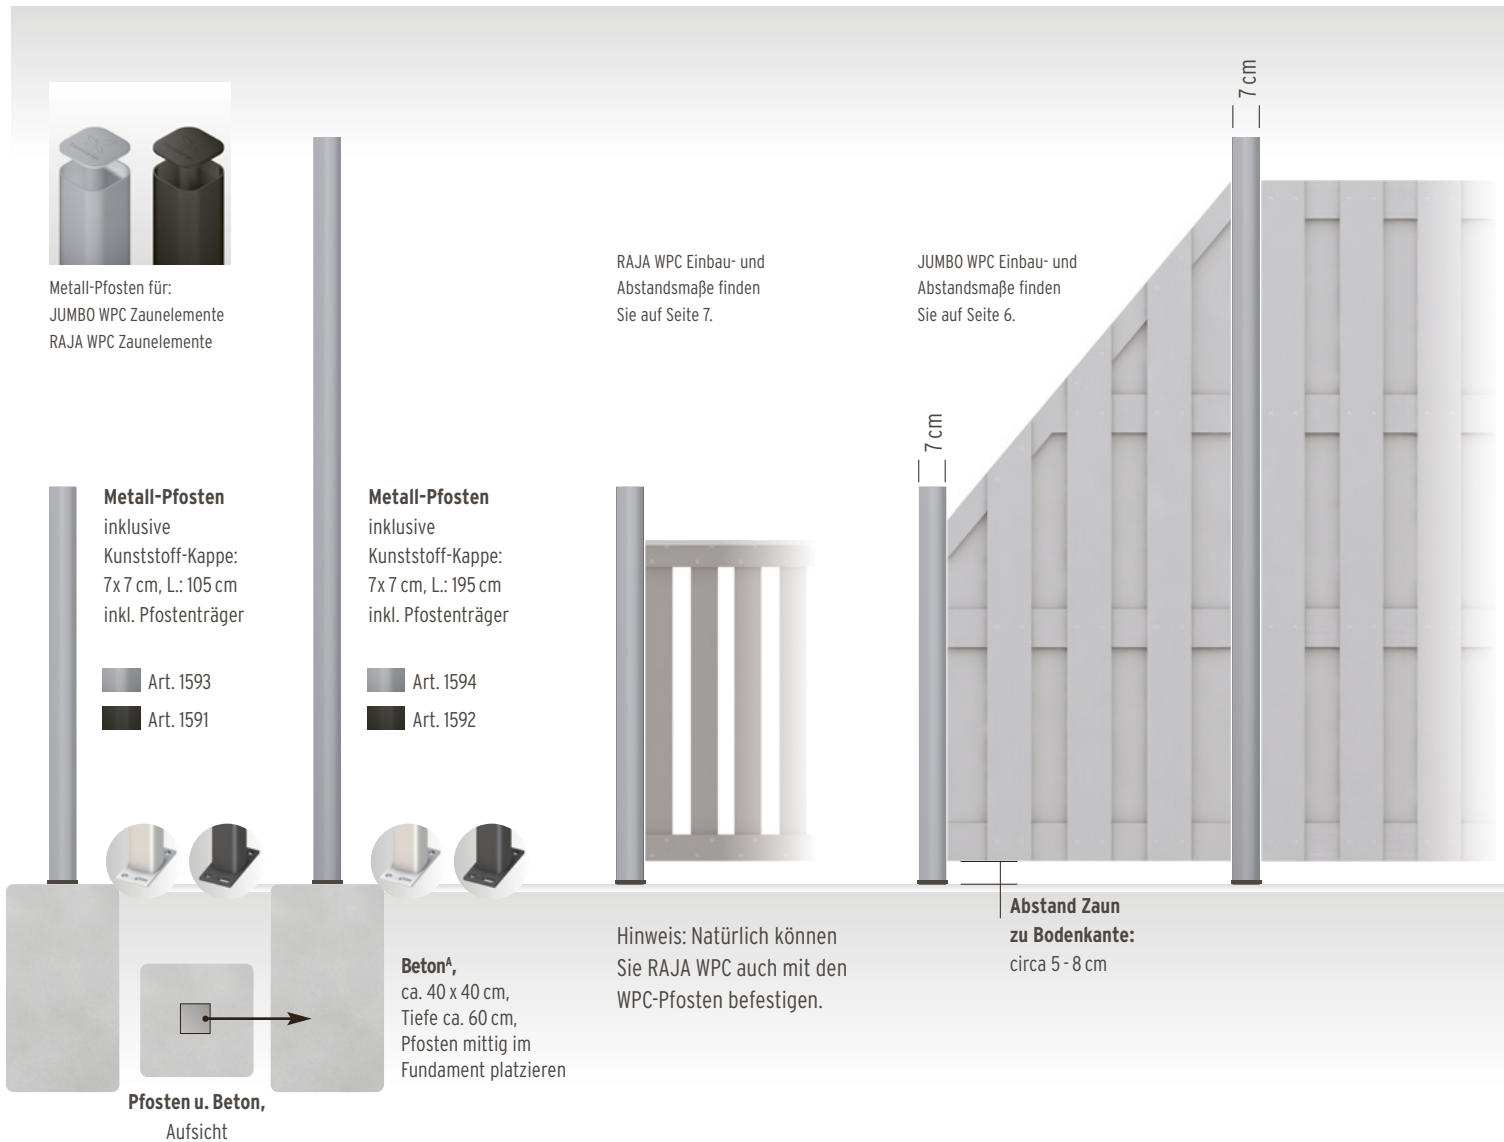 7 cm
Metall-Pfosten für:
JUMBO WPC Zaunelemente
RAJA WPC Zaunelemente
RAJA WPC Einbau- und
Abstandsmaße finden
Sie auf Seite 7.
JUMBO WPC Einbau- und
Abstandsmaße finden
Sie auf Seite 6.
7 cm
Metall-Pfosten
inklusive
Kunststoff-Kappe:
7x 7 cm, L.: 105 cm
inkl. Pfostenträger
Art. 1593
Art. 1591
Metall-Pfosten
inklusive
Kunststoff-Kappe:
7x 7 cm, L.: 195 cm
inkl. Pfostenträger
Art. 1594
Art. 1592
Beton^A,
ca. 40 x 40 cm,
Tiefe ca. 60 cm,
Pfosten mittig im
Fundament platzieren
Pfosten u. Beton,
Aufsicht
Hinweis: Natürlich können
Sie RAJA WPC auch mit den
WPC-Pfosten befestigen.
Abstand Zaun
zu Bodenkante:
circa 5 - 8 cm